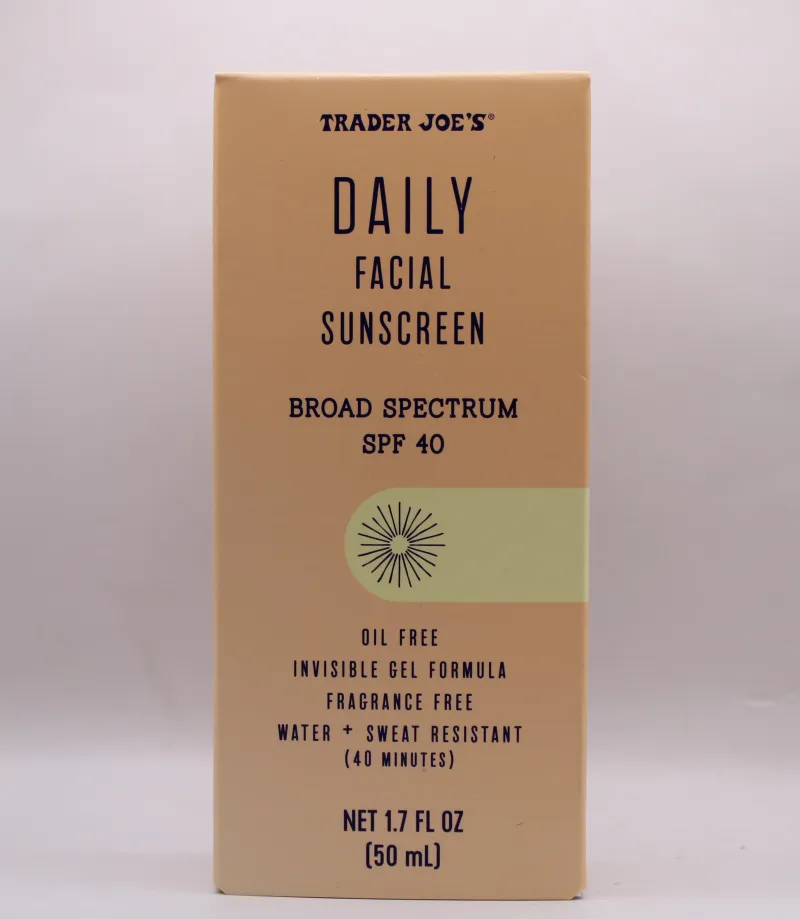 TRADER JOE'S®
DAILY
FACIAL
SUNSCREEN
BROAD SPECTRUM
SPF 40
OIL FREE
INVISIBLE GEL FORMULA
FRAGRANCE FREE
WATER + SWEAT RESISTANT
(40 MINUTES)
NET 1.7 FL OZ
(50 mL)